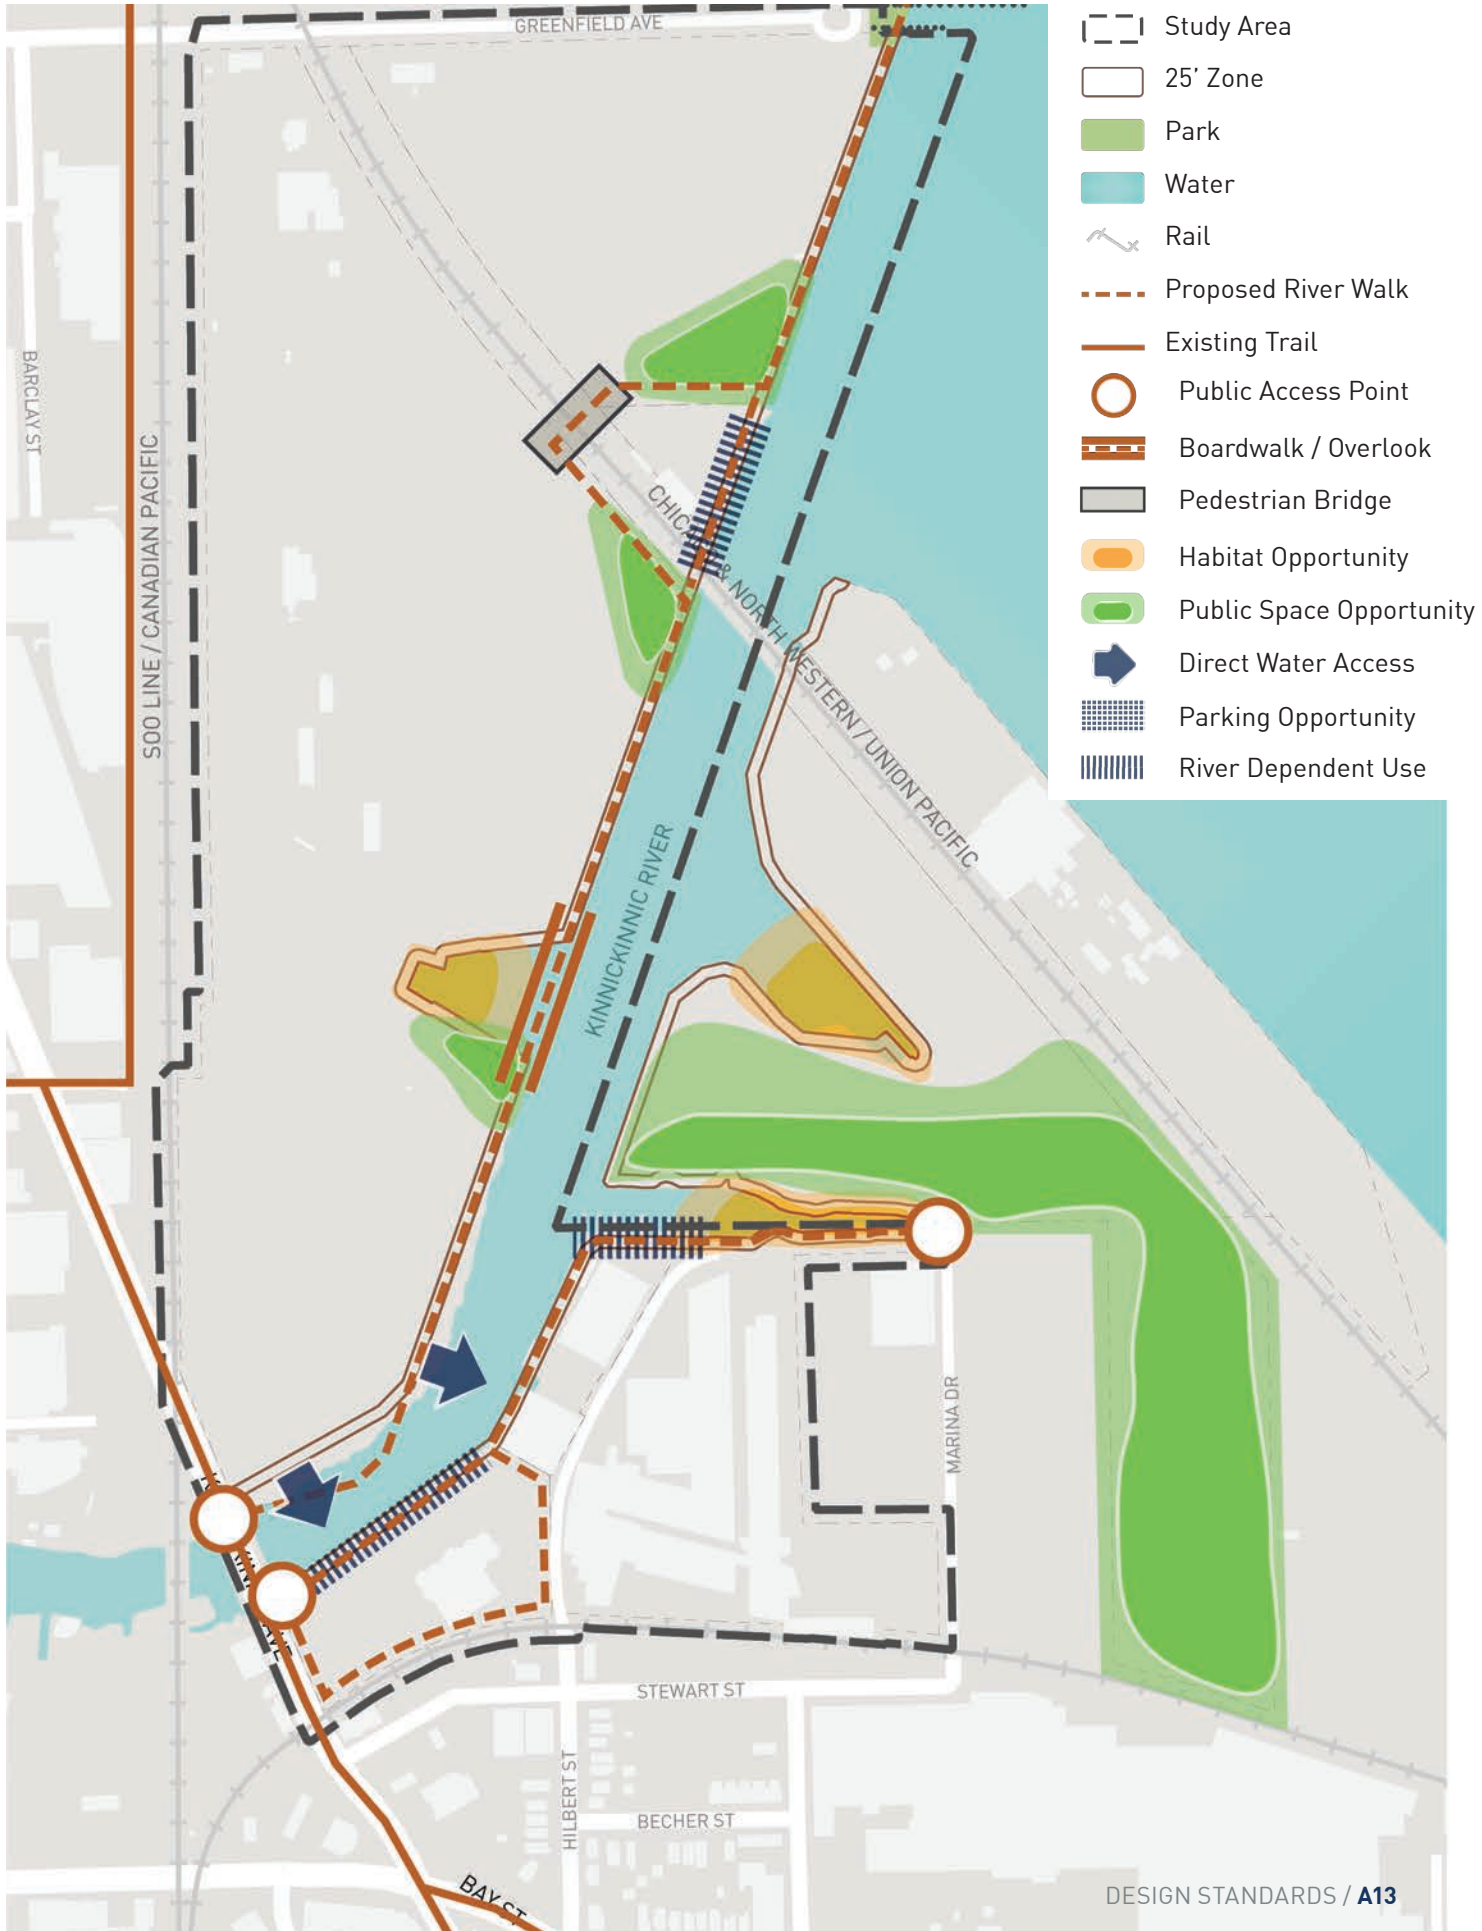 GREENFIELD AVE
Study Area
25’ Zone
Park
Water
Rail
Proposed River Walk
Existing Trail
Public Access Point
Boardwalk / Overlook
Pedestrian Bridge
Habitat Opportunity
Public Space Opportunity
Direct Water Access
Parking Opportunity
River Dependent Use
BARCLAY ST
SOO LINE / CANADIAN PACIFIC
& NORTH WESTERN / UNION PACIFIC
KINNICKINNIC RIVER
MARINA DR
AVE
STEWART ST
HILBERT ST
BECHER ST
BAY ST
DESIGN STANDARDS / A13